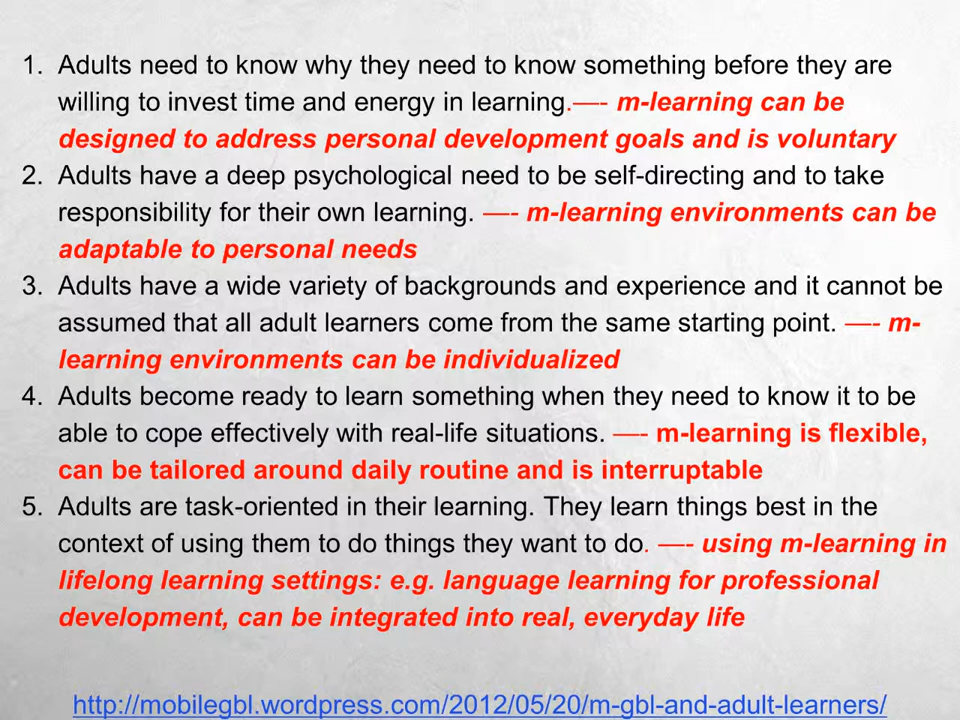 1. Adults need to know why they need to know something before they are
willing to invest time and energy in learning.—- m-learning can be
designed to address personal development goals and is voluntary
2. Adults have a deep psychological need to be self-directing and to take
responsibility for their own learning. —- m-learning environments can be
adaptable to personal needs
3. Adults have a wide variety of backgrounds and experience and it cannot be
assumed that all adult learners come from the same starting point. —- m-
learning environments can be individualized
4. Adults become ready to learn something when they need to know it to be
able to cope effectively with real-life situations. —- m-learning is flexible,
can be tailored around daily routine and is interruptable
5. Adults are task-oriented in their learning. They learn things best in the
context of using them to do things they want to do. —- using m-learning in
lifelong learning settings: e.g. language learning for professional
development, can be integrated into real, everyday life
http://mobilegbl.wordpress.com/2012/05/20/m-gbl-and-adult-learners/